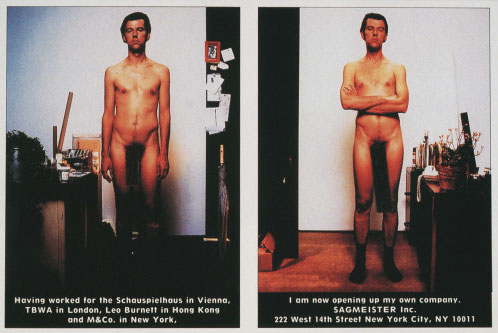 Having worked for the Schauspielhaus in Vienna,
TBWA in London, Leo Burnett in Hong Kong
and M&Co. in New York,
I am now opening up my own company.
SAGMEISTER Inc.
222 West 14th Street New York City, NY 10011